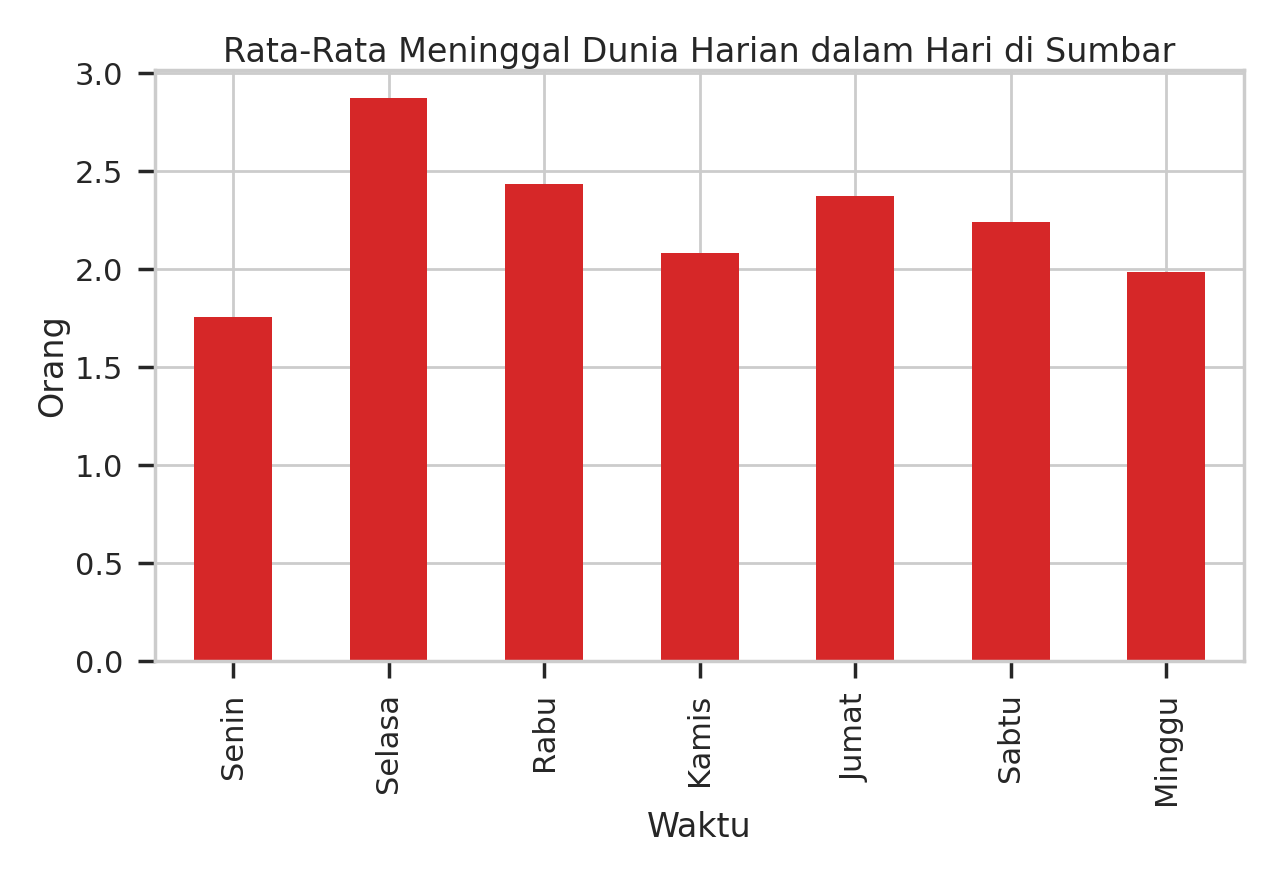 Rata-Rata Meninggal Dunia Harian dalam Hari di Sumbar
3.0
2.5
2.0
1.5
1.0
0.5
0.0
Orang
Senin
Selasa
Rabu
Kamis
Jumat
Sabtu
Minggu
Waktu